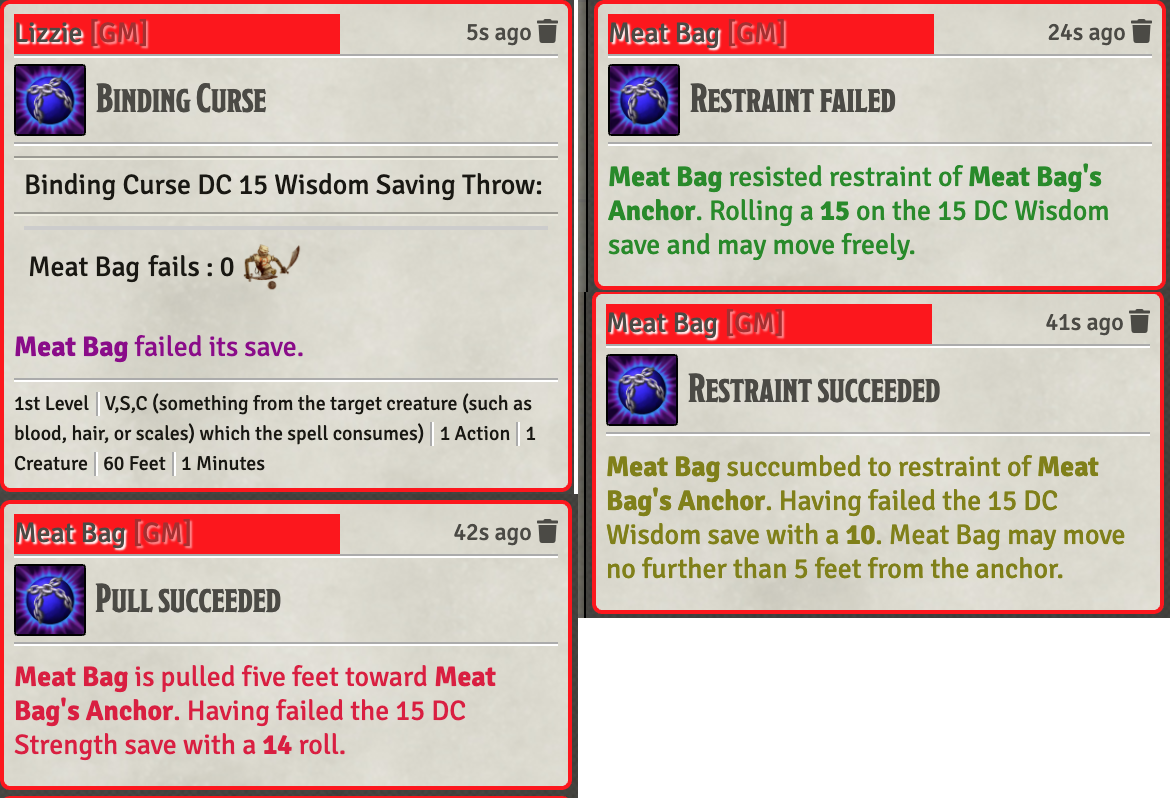 Lizzie [GM]
5s ago
Binding Curse
Binding Curse DC 15 Wisdom Saving Throw:
Meat Bag fails : 0
Meat Bag failed its save.
1st Level | V,S,C (something from the target creature (such as
blood, hair, or scales) which the spell consumes) | 1 Action | 1
Creature | 60 Feet | 1 Minutes
Meat Bag [GM]
42s ago
Pull succeeded
Meat Bag is pulled five feet toward Meat
Bag's Anchor. Having failed the 15 DC
Strength save with a 14 roll.
Meat Bag [GM]
24s ago
Restraint failed
Meat Bag resisted restraint of Meat Bag's
Anchor. Rolling a 15 on the 15 DC Wisdom
save and may move freely.
Meat Bag [GM]
41s ago
Restraint succeeded
Meat Bag succumbed to restraint of Meat
Bag's Anchor. Having failed the 15 DC
Wisdom save with a 10. Meat Bag may move
no further than 5 feet from the anchor.